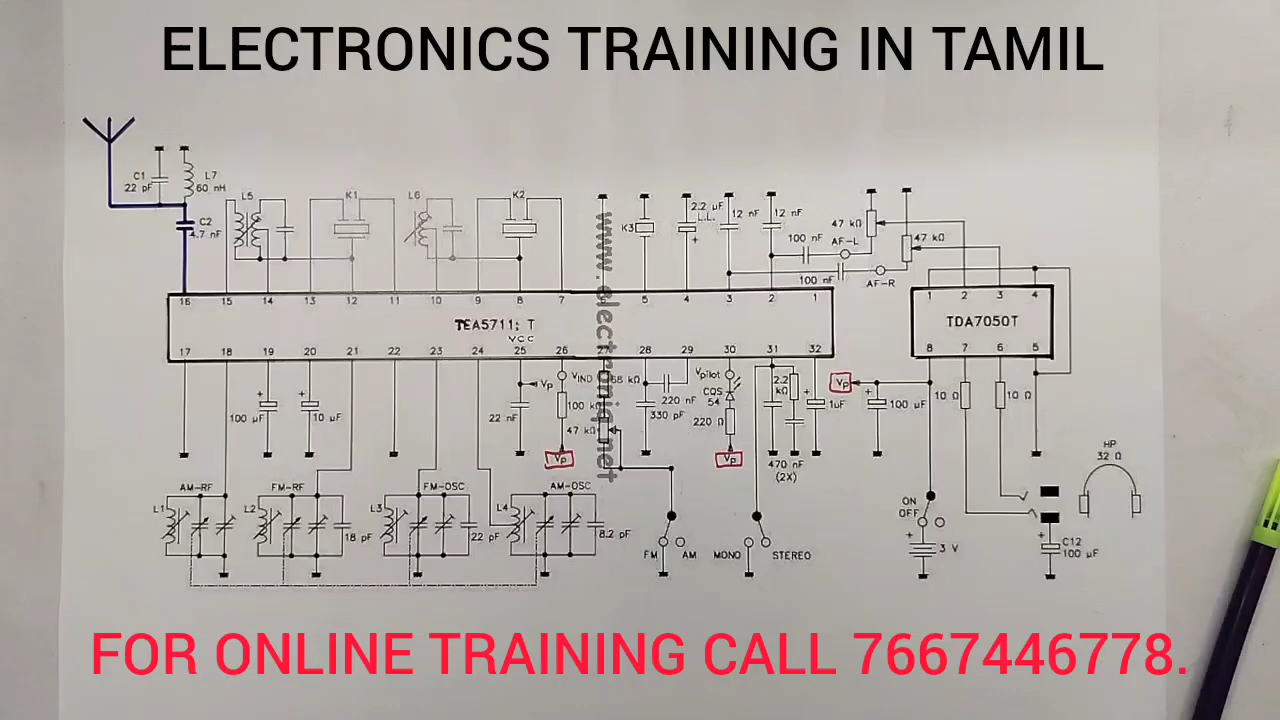 ELECTRONICS TRAINING IN TAMIL
C1
22 pF
L7
60 nH
C2
4.7 nF
L5
K1
L6
K2
K3
2.2 µF
L.L.
+
12 nF
12 nF
47 kΩ
47 kΩ
100 nF
AF-L
100 nF
AF-R
www.electroniq.net
16 15 14 13 12 11 10 9 8 7 5 4 3 2 1
TEA5711; T
VCC
17 18 19 20 21 22 23 24 25 26 27 28 29 30 31 32
1 2 3 4
TDA7050T
8 7 6 5
+
100 µF
+
10 µF
22 nF
Vp
VIND
100 k
47 kΩ
Vp
68 kΩ
220 nF
330 pF
Vpilot
CQS
54
220 Ω
Vp
2.2
kΩ
470 nF
(2X)
+
1uF
Vp
+
100 µF
10 Ω
10 Ω
HP
32 Ω
AM-RF
L1
FM-RF
L2
18 pF
FM-OSC
L3
22 pF
AM-OSC
L4
8.2 pF
FM AM
MONO STEREO
ON
OFF
+
3 V
+
C12
100 µF
FOR ONLINE TRAINING CALL 7667446778.